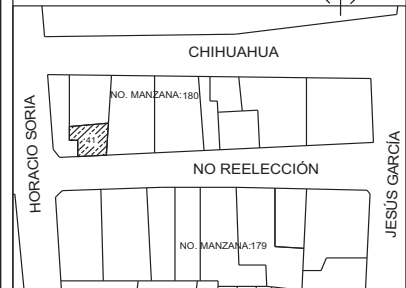 CHIHUAHUA
NO. MANZANA:180
HORACIO SORIA
41
NO REELECCIÓN
JESÚS GARCÍA
NO. MANZANA:179